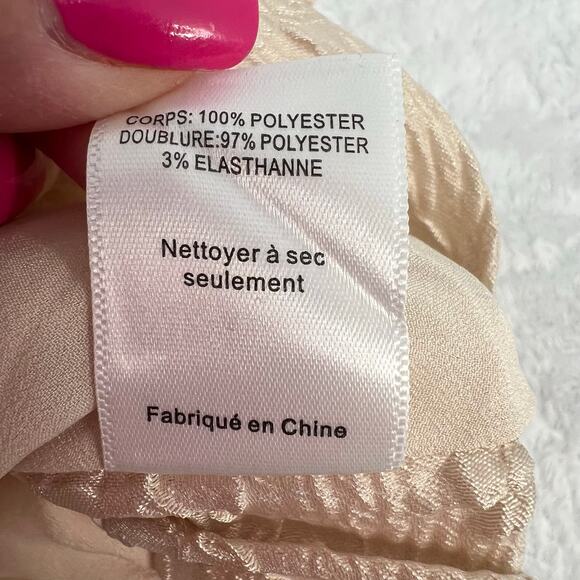 CORPS: 100% POLYESTER
DOUBLURE:97% POLYESTER
3% ELASTHANNE
Nettoyer à sec
seulement
Fabriqué en Chine